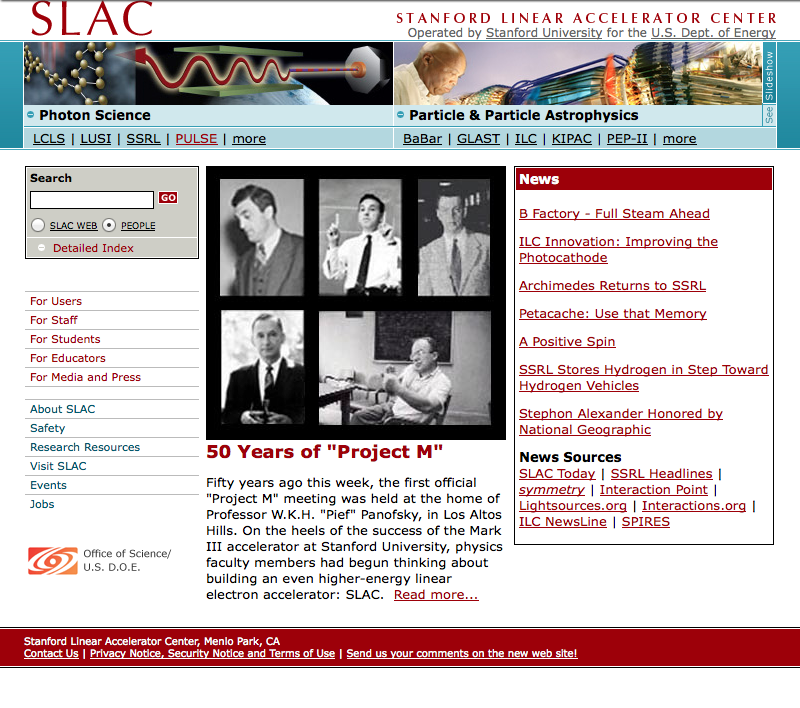 SLAC
STANFORD LINEAR ACCELERATOR CENTER
Operated by Stanford University for the U.S. Dept. of Energy
See Slideshow
Photon Science
LCLS | LUSI | SSRL | PULSE | more
Particle & Particle Astrophysics
BaBar | GLAST | ILC | KIPAC | PEP-II | more
Search
GO
SLAC WEB PEOPLE
Detailed Index
For Users
For Staff
For Students
For Educators
For Media and Press
About SLAC
Safety
Research Resources
Visit SLAC
Events
Jobs
Office of Science/
U.S. D.O.E.
50 Years of "Project M"
Fifty years ago this week, the first official
"Project M" meeting was held at the home of
Professor W.K.H. "Pief" Panofsky, in Los Altos
Hills. On the heels of the success of the Mark
III accelerator at Stanford University, physics
faculty members had begun thinking about
building an even higher-energy linear
electron accelerator: SLAC. Read more...
News
B Factory - Full Steam Ahead
ILC Innovation: Improving the
Photocathode
Archimedes Returns to SSRL
Petacache: Use that Memory
A Positive Spin
SSRL Stores Hydrogen in Step Toward
Hydrogen Vehicles
Stephon Alexander Honored by
National Geographic
News Sources
SLAC Today | SSRL Headlines |
symmetry | Interaction Point |
Lightsources.org | Interactions.org |
ILC NewsLine | SPIRES
Stanford Linear Accelerator Center, Menlo Park, CA
Contact Us | Privacy Notice, Security Notice and Terms of Use | Send us your comments on the new web site!